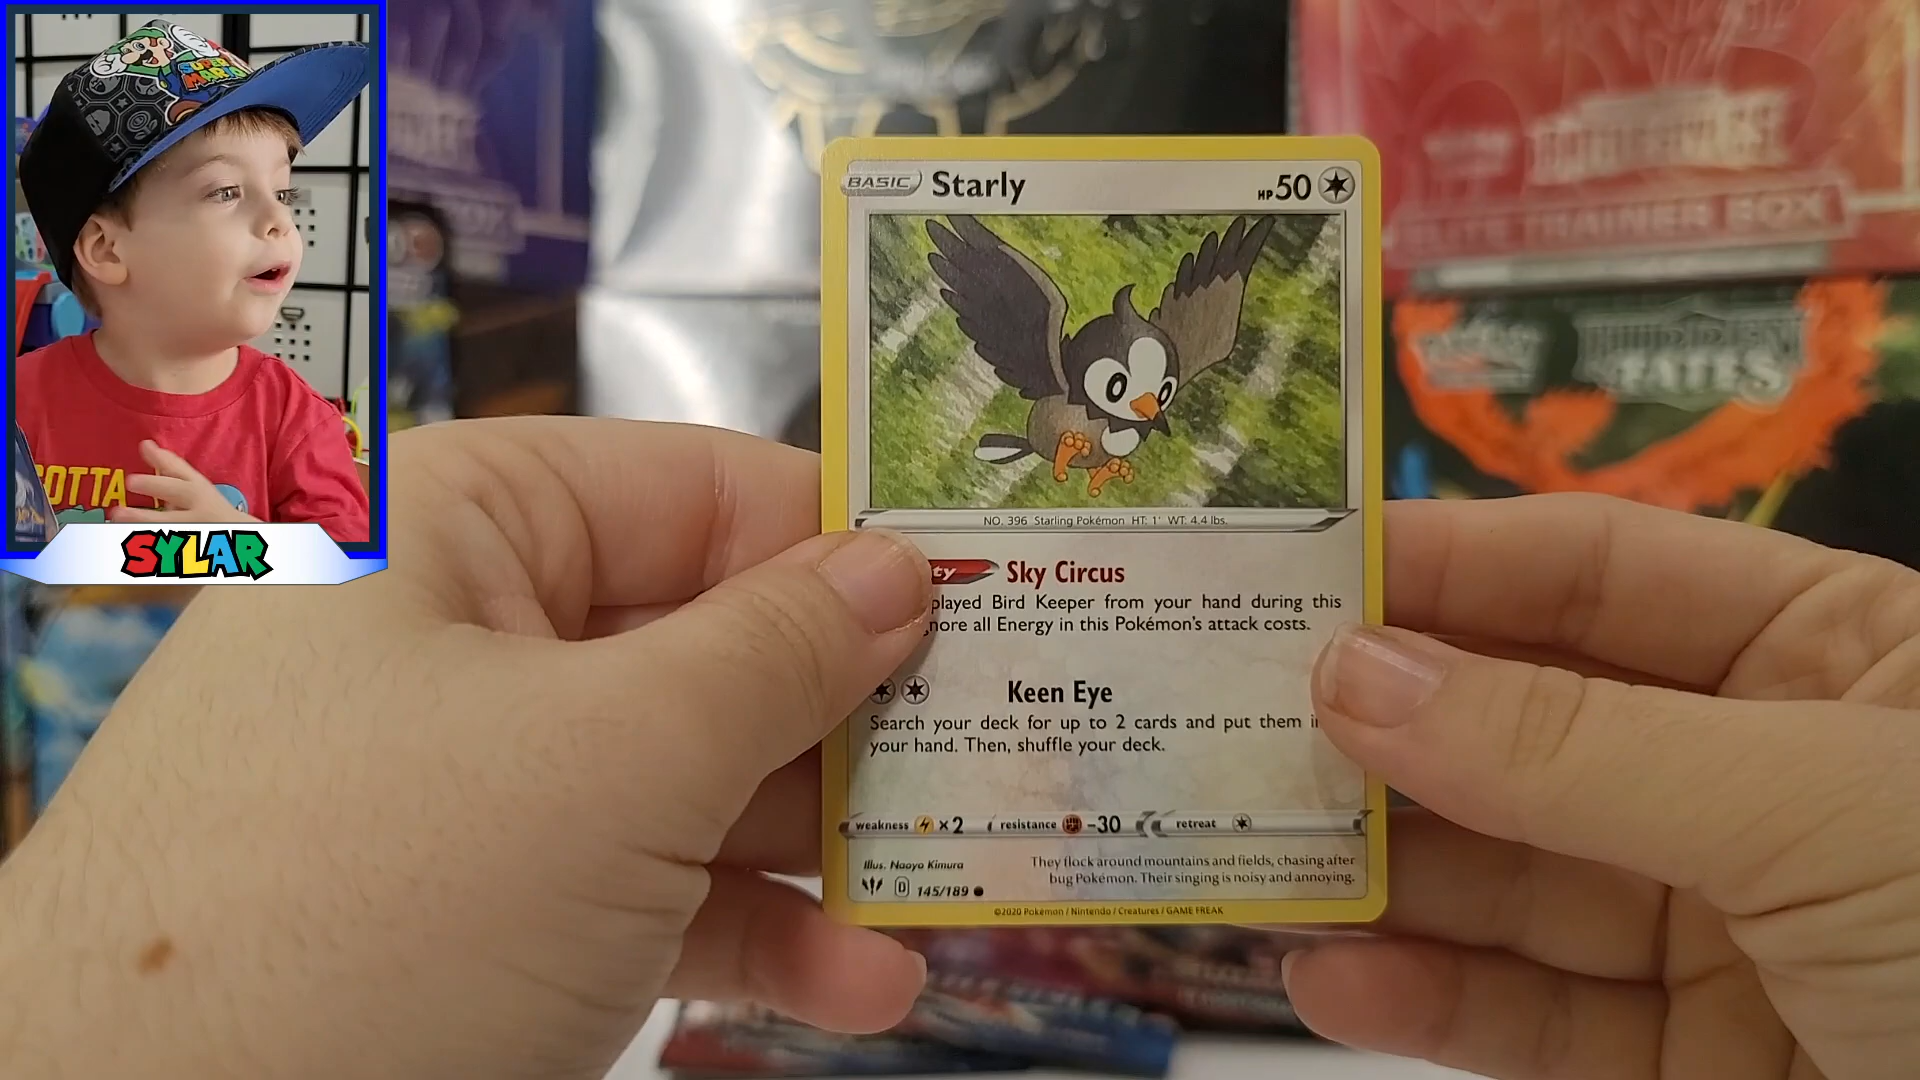 SUPER
MARIO
GOTTA
SYLAR
BASIC Starly HP 50
NO. 396 Starling Pokémon HT: 1' WT: 4.4 lbs.
ty Sky Circus
played Bird Keeper from your hand during this
nore all Energy in this Pokémon's attack costs.
Keen Eye
Search your deck for up to 2 cards and put them i
your hand. Then, shuffle your deck.
weakness ×2 resistance -30 retreat
Illus. Naoyo Kimura
They flock around mountains and fields, chasing after
bug Pokémon. Their singing is noisy and annoying.
D 145/189
©2020 Pokémon / Nintendo / Creatures / GAME FREAK
ELITE TRAINER BOX
FATES